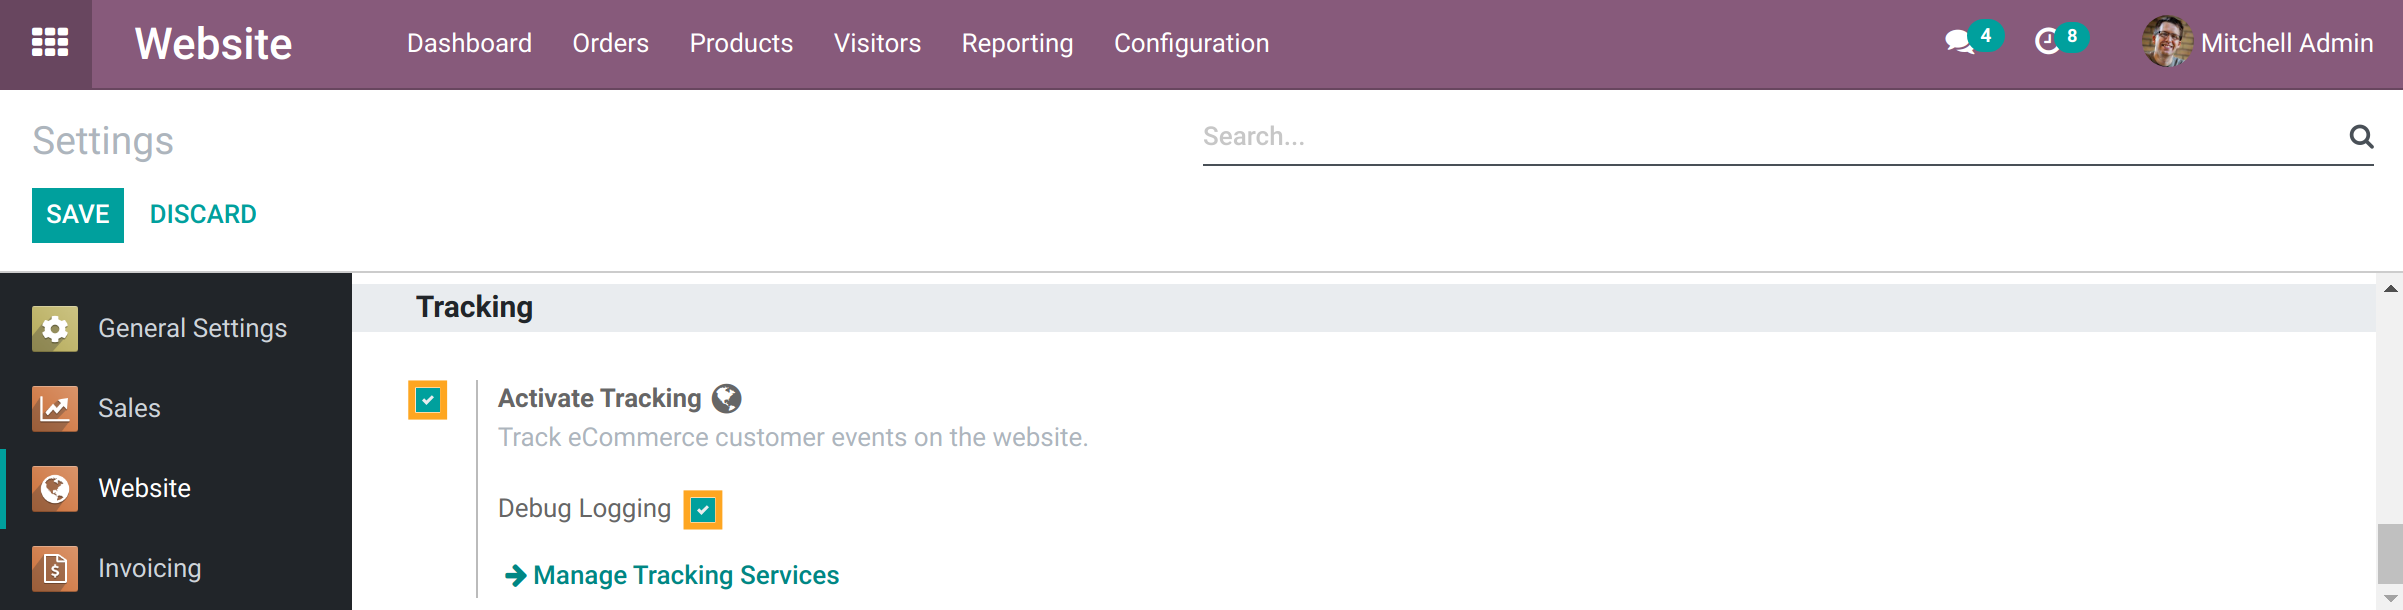 Website Dashboard Orders Products Visitors Reporting Configuration 4 8 Mitchell Admin
Settings Search...
SAVE DISCARD
General Settings
Sales
Website
Invoicing
Tracking
Activate Tracking
Track eCommerce customer events on the website.
Debug Logging
Manage Tracking Services